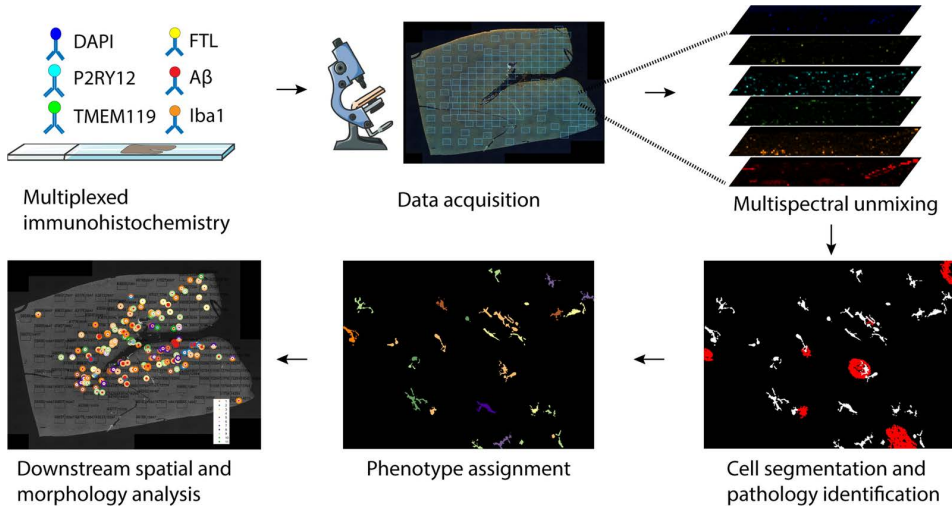 DAPI
FTL
P2RY12
Aβ
TMEM119
Iba1
Multiplexed
immunohistochemistry
Data acquisition
Multispectral unmixing
Downstream spatial and
morphology analysis
Phenotype assignment
Cell segmentation and
pathology identification